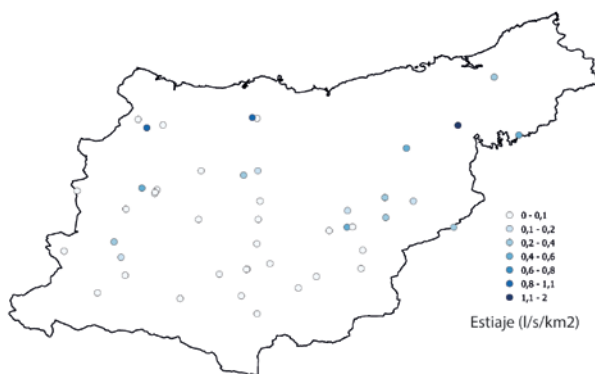 0 - 0,1
0,1 - 0,2
0,2 - 0,4
0,4 - 0,6
0,6 - 0,8
0,8 - 1,1
1,1 - 2
Estiaje (l/s/km2)